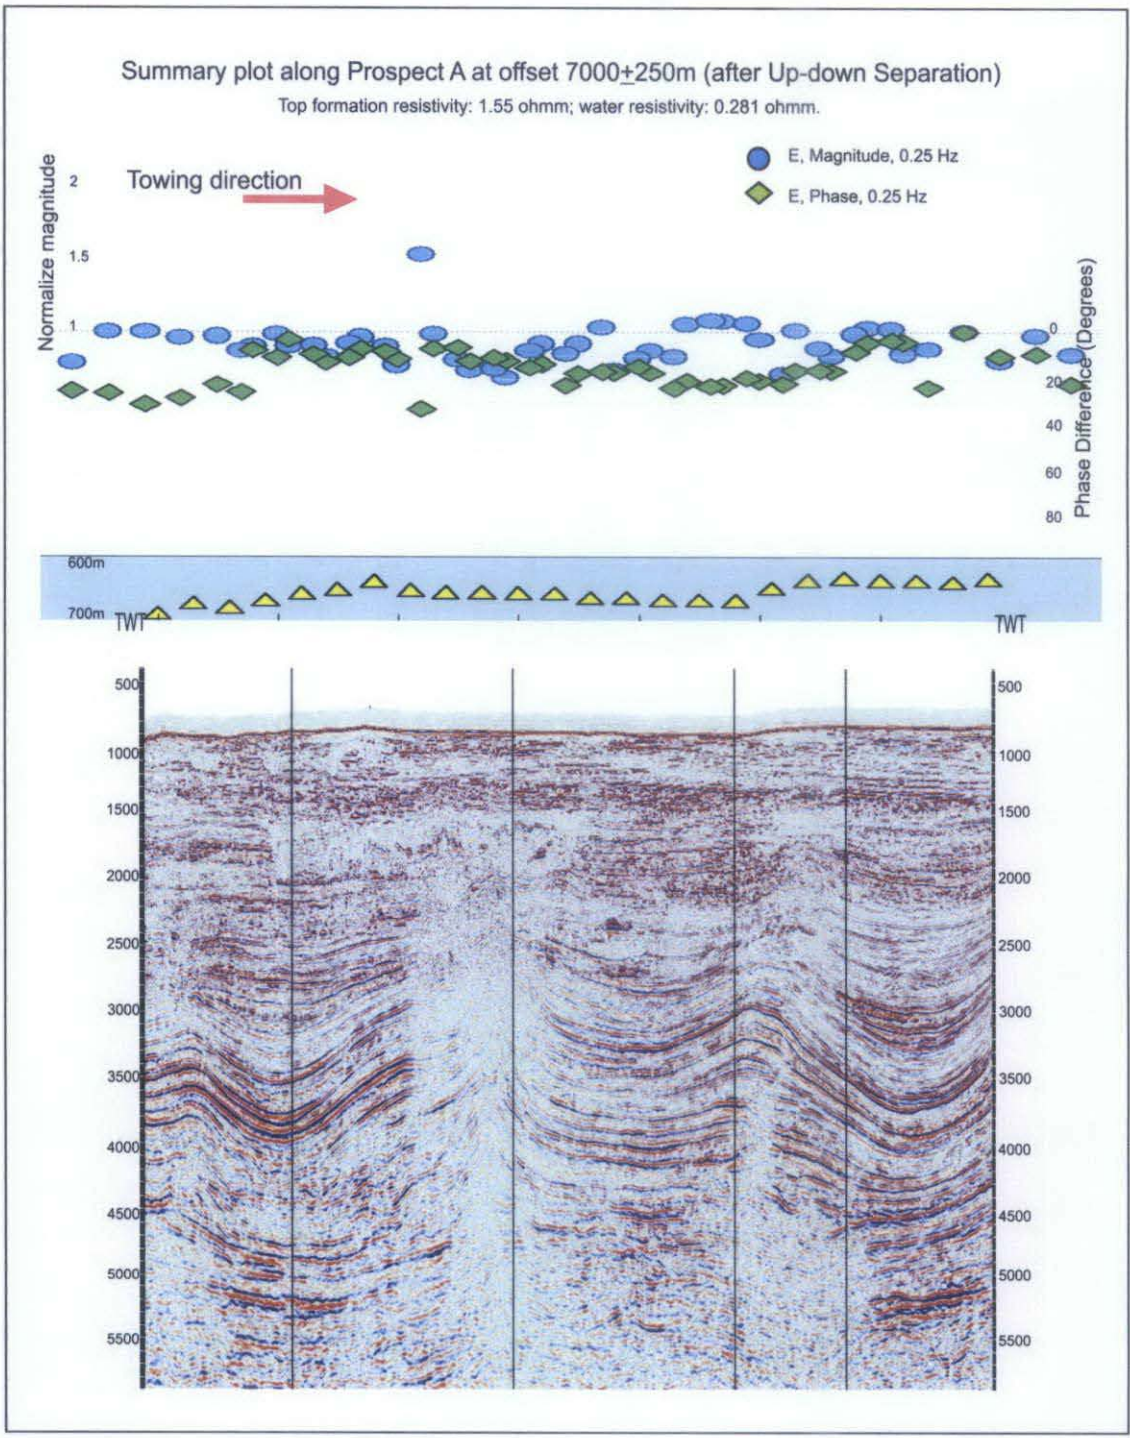 Summary plot along Prospect A at offset 7000±250m (after Up-down Separation)
Top formation resistivity: 1.55 ohmm; water resistivity: 0.281 ohmm.
E, Magnitude, 0.25 Hz
E, Phase, 0.25 Hz
Towing direction
Normalize magnitude
2
1.5
1
Phase Difference (Degrees)
0
20
40
60
80
600m
700m
TWT
TWT
500
1000
1500
2000
2500
3000
3500
4000
4500
5000
5500
500
1000
1500
2000
2500
3000
3500
4000
4500
5000
5500